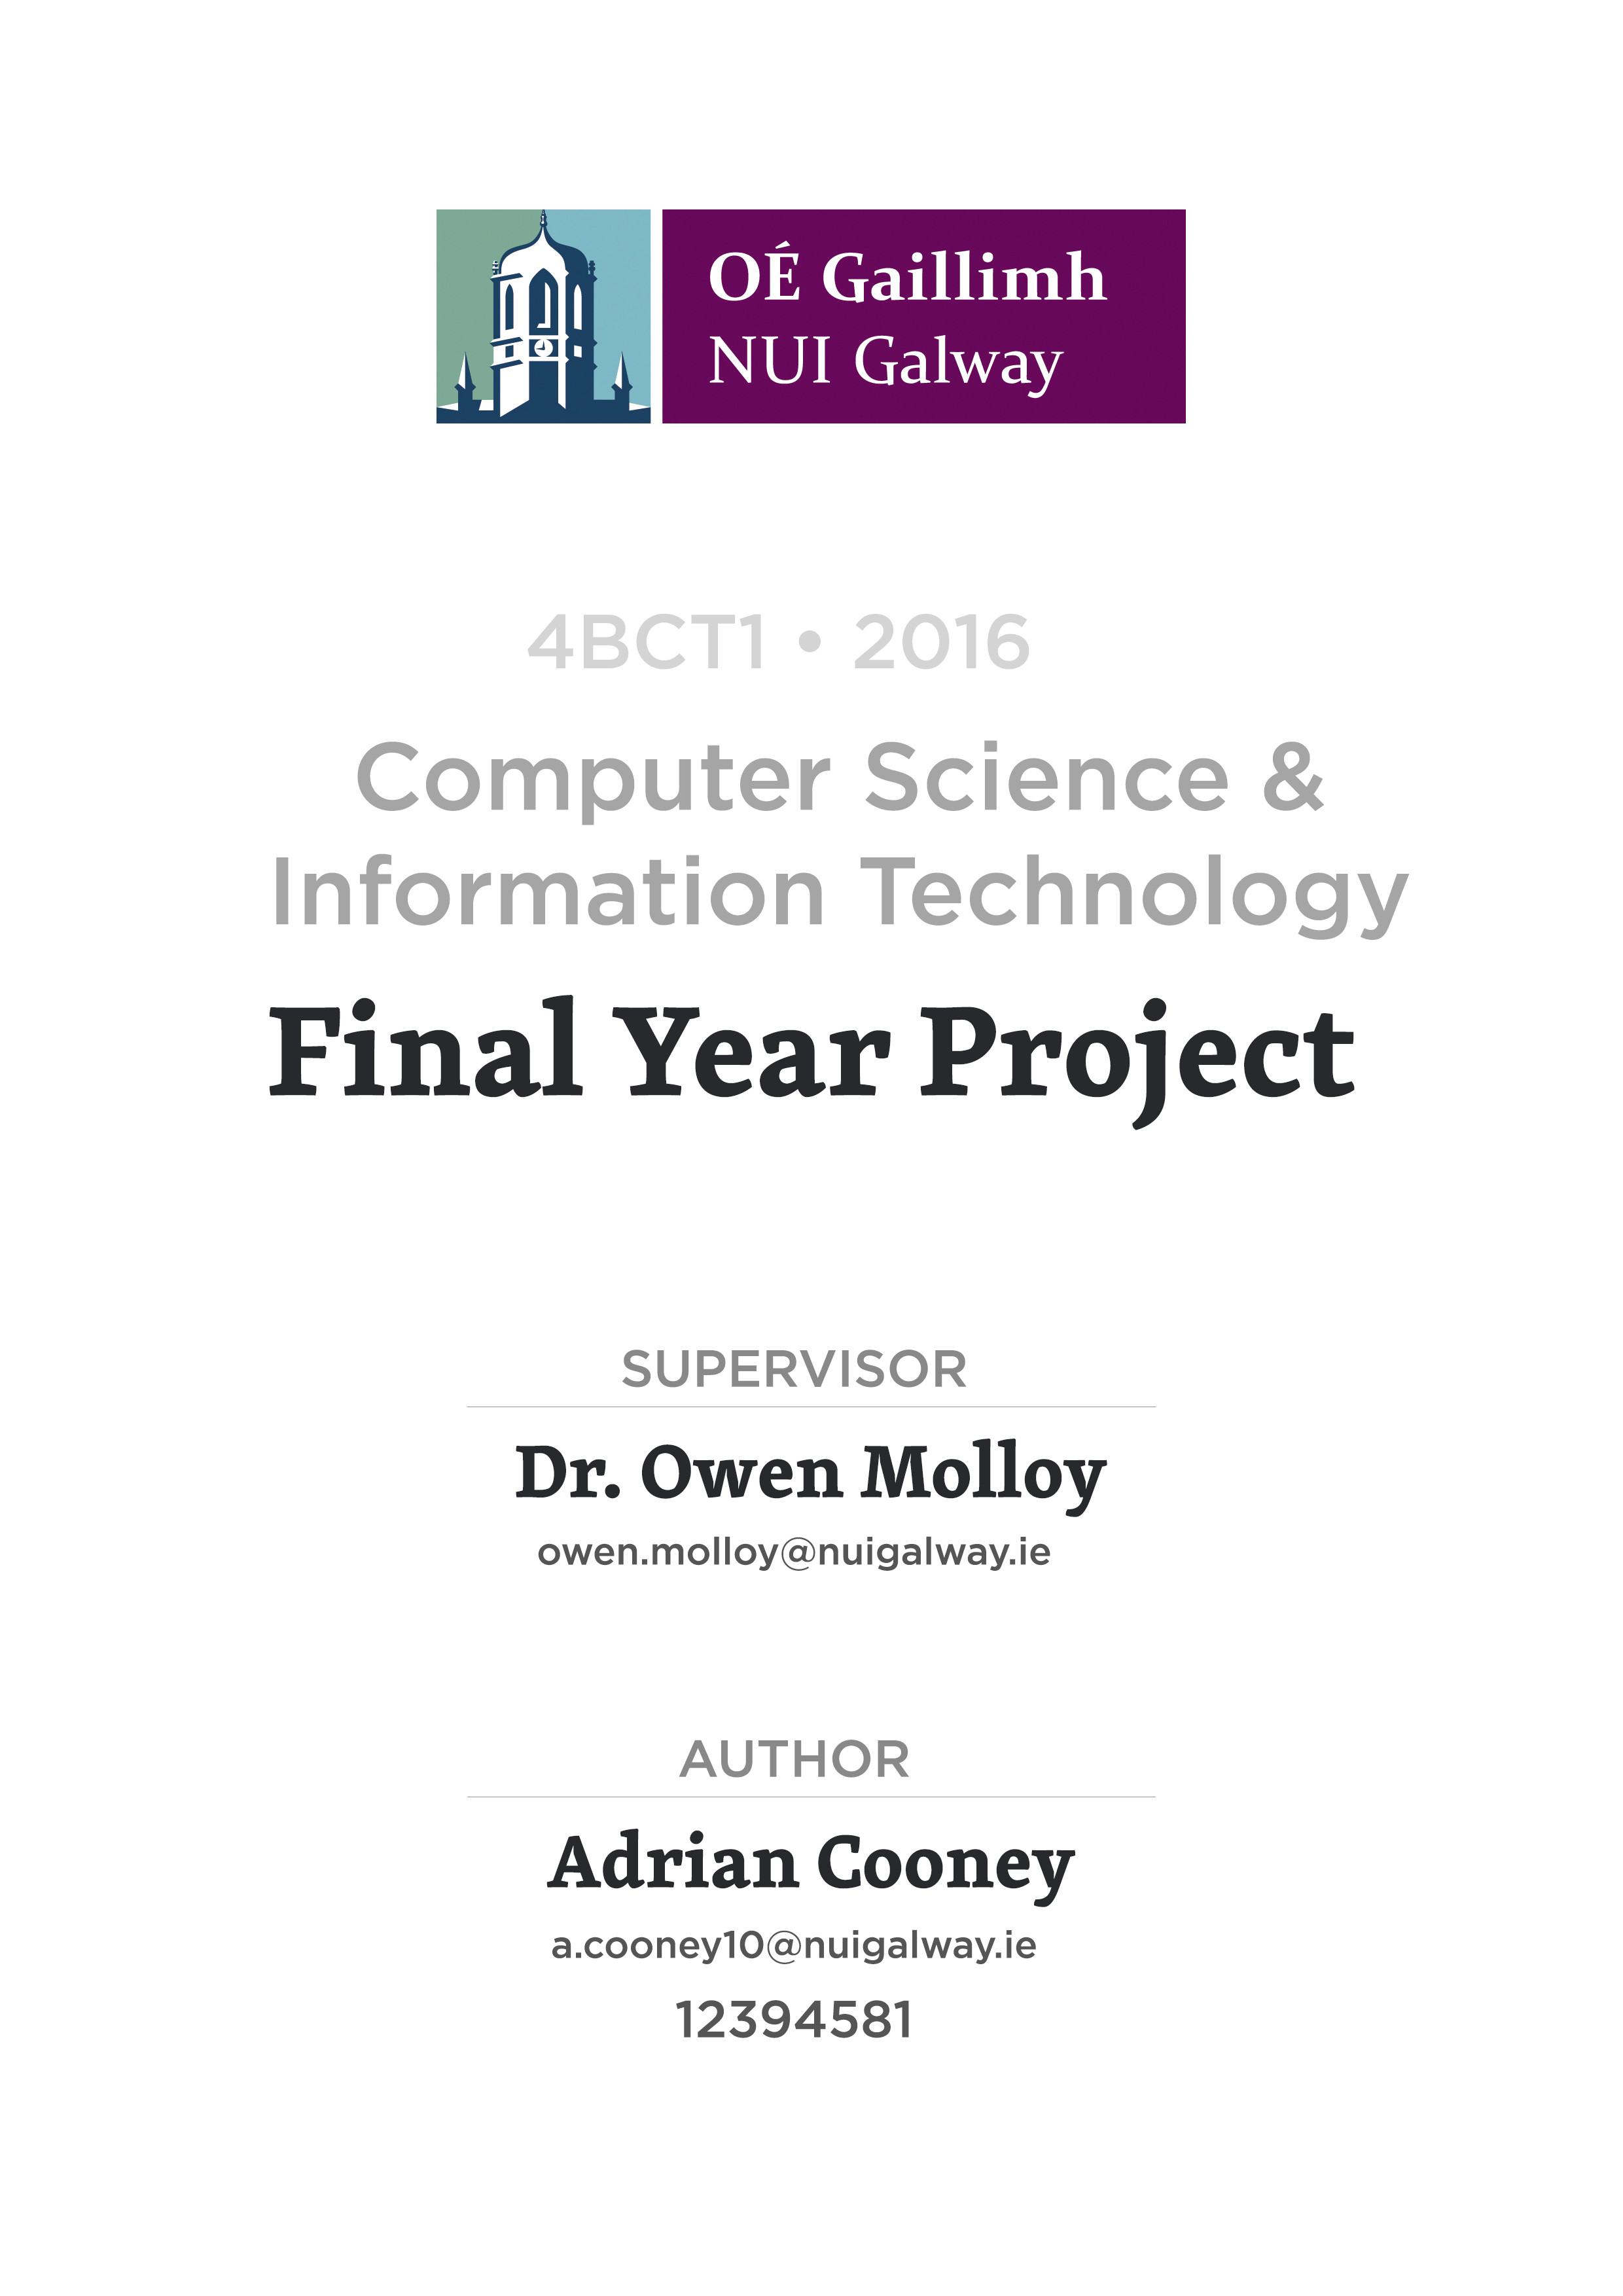 OÉ Gaillimh
NUI Galway
4BCT1 • 2016
Computer Science &
Information Technology
Final Year Project
SUPERVISOR
Dr. Owen Molloy
owen.molloy@nuigalway.ie
AUTHOR
Adrian Cooney
a.cooney10@nuigalway.ie
12394581